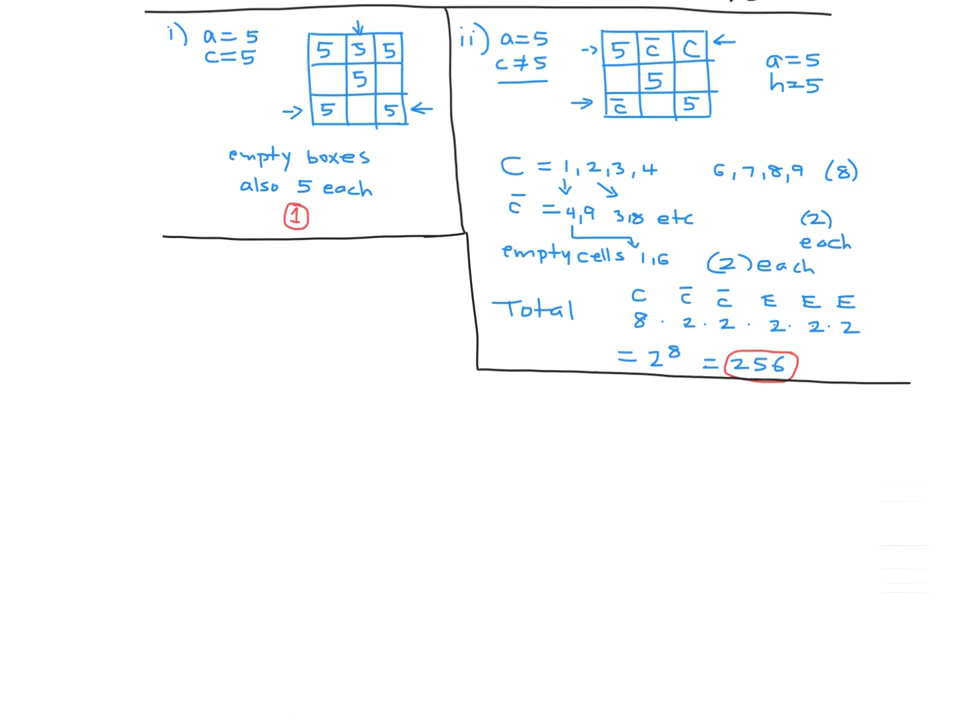 i) a = 5
c = 5
5 5 5
5
5 5
empty boxes
also 5 each
1
ii) a = 5
c ≠ 5
5 c̄ c
5
c̄ 5
a = 5
h = 5
C = 1, 2, 3, 4 6, 7, 8, 9 (8)
c̄ = 4,9 3,8 etc (2) each
empty cells 1,6 (2) each
Total
C c̄ c̄ E E E
8 · 2 · 2 · 2 · 2 · 2
= 2⁸ = 256